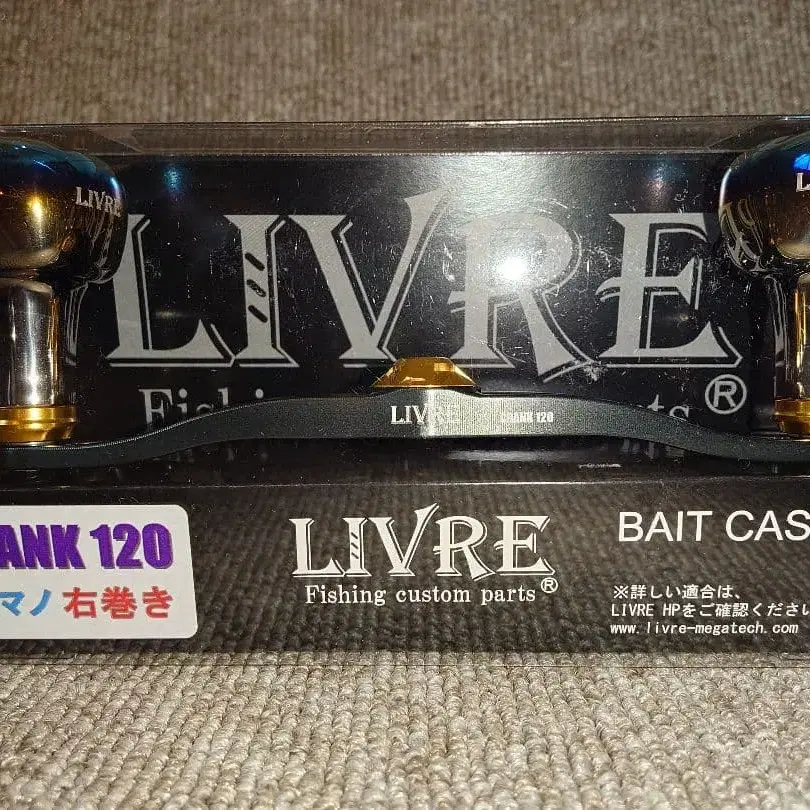 LIVRE
LIVRE
Fishing parts®
LIVRE CRANK 120
ANK 120
マノ 右巻き
LIVRE
Fishing custom parts®
BAIT CAS
※詳しい適合は、
LIVRE HPをご確認ください
www.livre-megatech.com